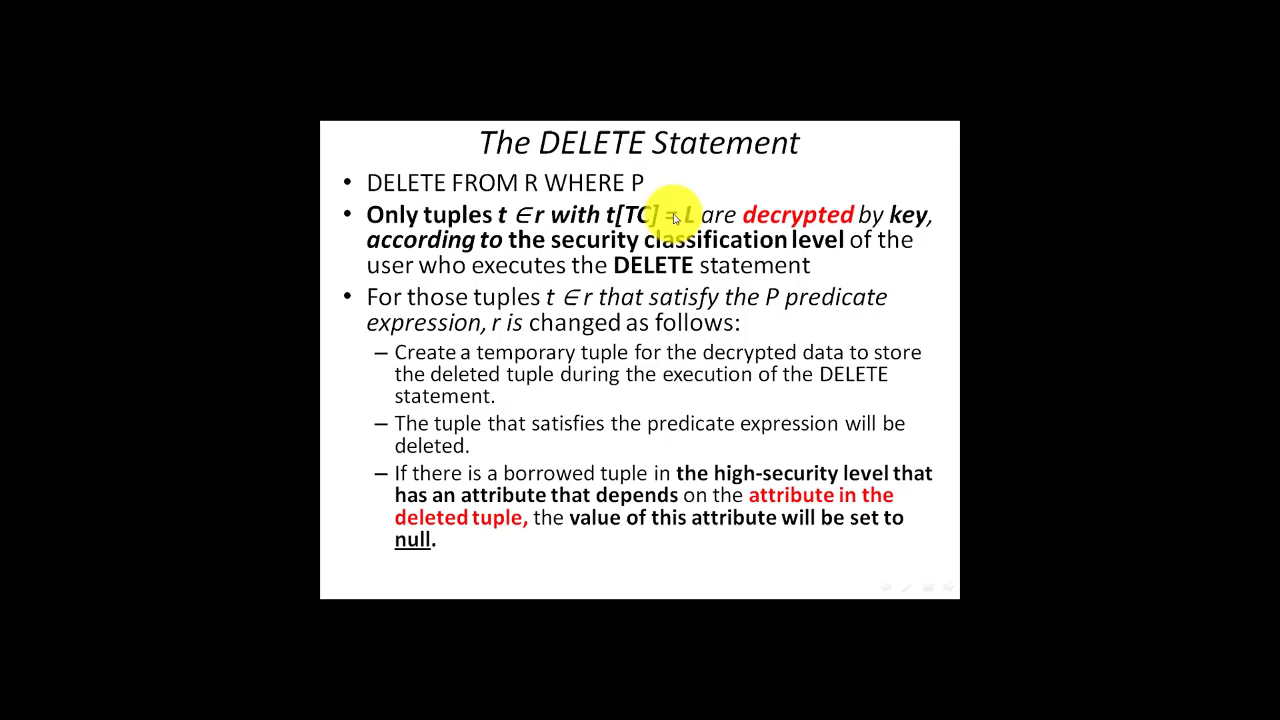 The DELETE Statement
• DELETE FROM R WHERE P
• Only tuples t ∈ r with t[TC] = L are decrypted by key,
according to the security classification level of the
user who executes the DELETE statement
• For those tuples t ∈ r that satisfy the P predicate
expression, r is changed as follows:
– Create a temporary tuple for the decrypted data to store
the deleted tuple during the execution of the DELETE
statement.
– The tuple that satisfies the predicate expression will be
deleted.
– If there is a borrowed tuple in the high-security level that
has an attribute that depends on the attribute in the
deleted tuple, the value of this attribute will be set to
null.